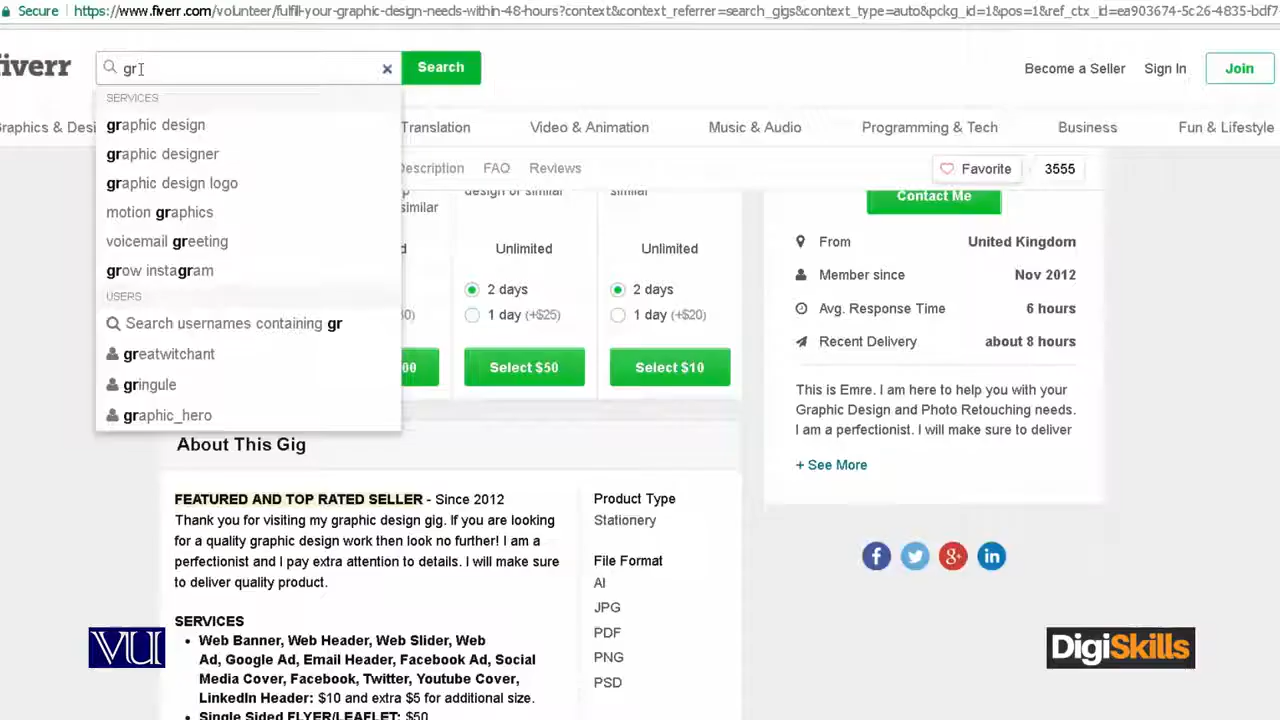 Secure https://www.fiverr.com/volunteer/fulfill-your-graphic-design-needs-within-48-hours?context&context_referrer=search_gigs&context_type=auto&pckg_id=1&pos=1&ref_ctx_id=ea903674-5c26-4835-bdf7
fiverr
gr
Search
Become a Seller
Sign In
Join
SERVICES
graphic design
graphic designer
graphic design logo
motion graphics
voicemail greeting
grow instagram
USERS
Search usernames containing gr
greatwitchant
gringule
graphic_hero
Graphics & Desi
Translation
Video & Animation
Music & Audio
Programming & Tech
Business
Fun & Lifestyle
Description
FAQ
Reviews
Favorite
3555
similar
design or similar
similar
Unlimited
Unlimited
2 days
1 day (+$25)
2 days
1 day (+$20)
Select $50
Select $10
Contact Me
From United Kingdom
Member since Nov 2012
Avg. Response Time 6 hours
Recent Delivery about 8 hours
This is Emre. I am here to help you with your
Graphic Design and Photo Retouching needs.
I am a perfectionist. I will make sure to deliver
+ See More
About This Gig
FEATURED AND TOP RATED SELLER - Since 2012
Thank you for visiting my graphic design gig. If you are looking
for a quality graphic design work then look no further! I am a
perfectionist and I pay extra attention to details. I will make sure
to deliver quality product.
SERVICES
• Web Banner, Web Header, Web Slider, Web
Ad, Google Ad, Email Header, Facebook Ad, Social
Media Cover, Facebook, Twitter, Youtube Cover,
LinkedIn Header: $10 and extra $5 for additional size.
• Single Sided FLYER/LEAFLET: $50
Product Type
Stationery
File Format
AI
JPG
PDF
PNG
PSD
VU
DigiSkills